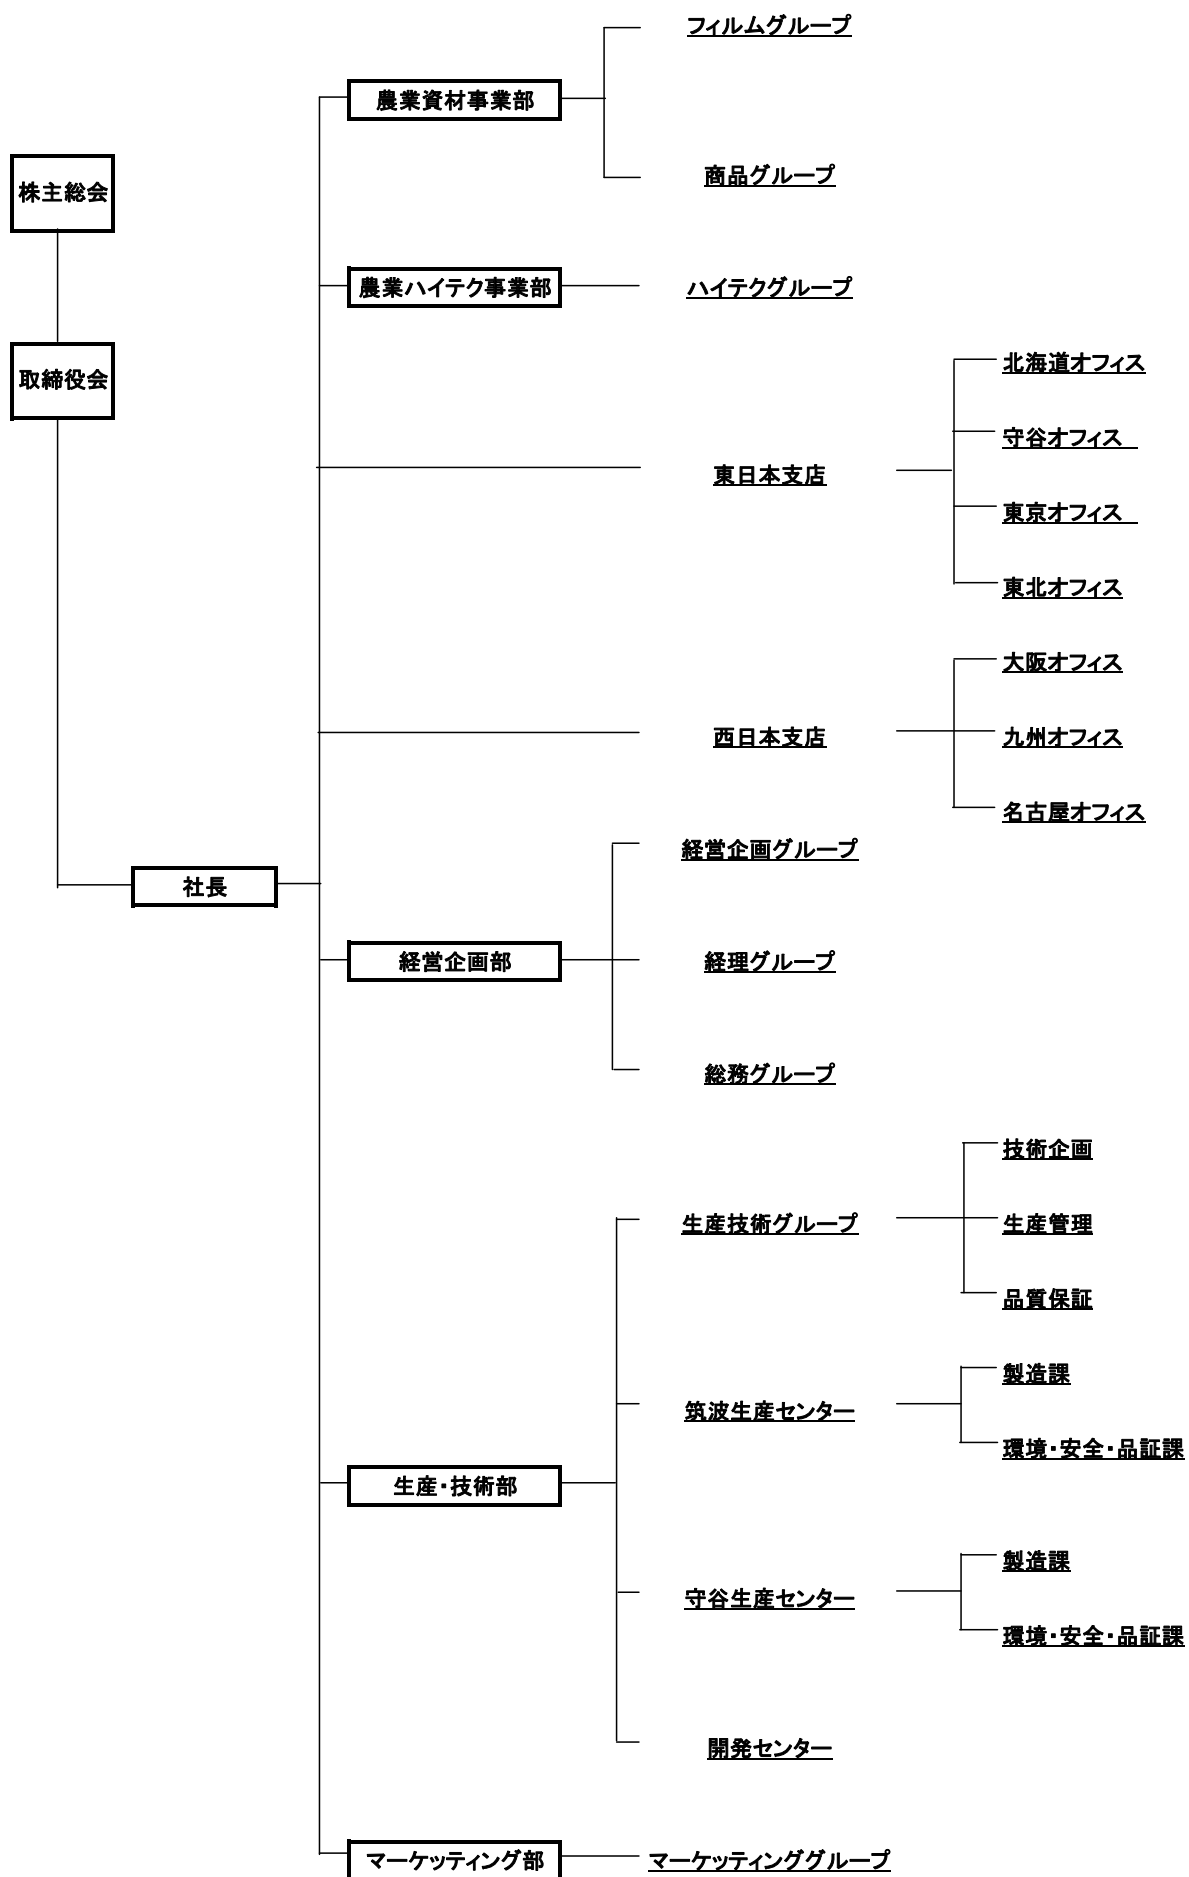 フィルムグループ
農業資材事業部
株主総会
商品グループ
農業ハイテク事業部
ハイテクグループ
取締役会
北海道オフィス
守谷オフィス
東日本支店
東京オフィス
東北オフィス
大阪オフィス
西日本支店
九州オフィス
名古屋オフィス
経営企画グループ
社長
経営企画部
経理グループ
総務グループ
技術企画
生産技術グループ
生産管理
品質保証
製造課
筑波生産センター
環境・安全・品証課
生産・技術部
製造課
守谷生産センター
環境・安全・品証課
開発センター
マーケッティング部
マーケッティンググループ